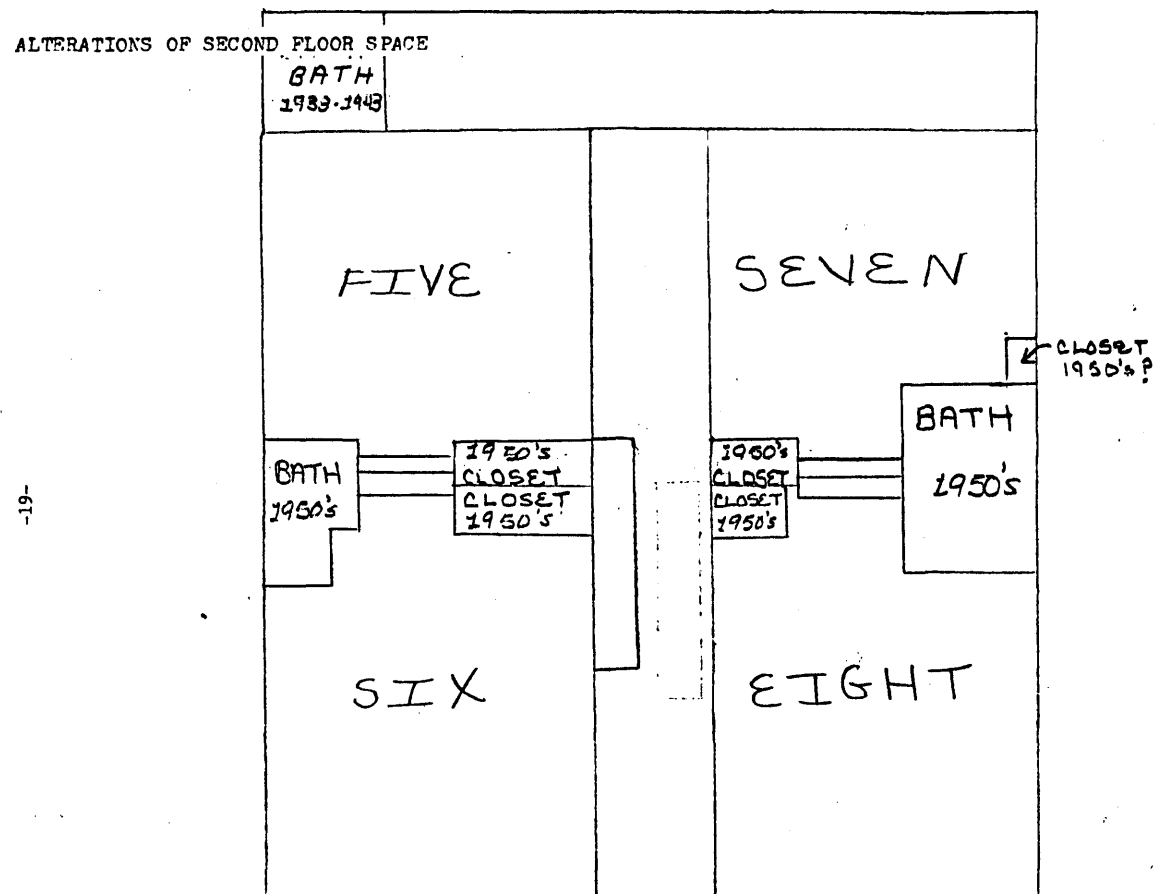 ALTERATIONS OF SECOND FLOOR SPACE
BATH
1933-1943
FIVE
SEVEN
CLOSET
1950's?
BATH
1950's
1950's
CLOSET
CLOSET
1950's
1950's
CLOSET
CLOSET
1950's
BATH
1950's
-19-
SIX
EIGHT